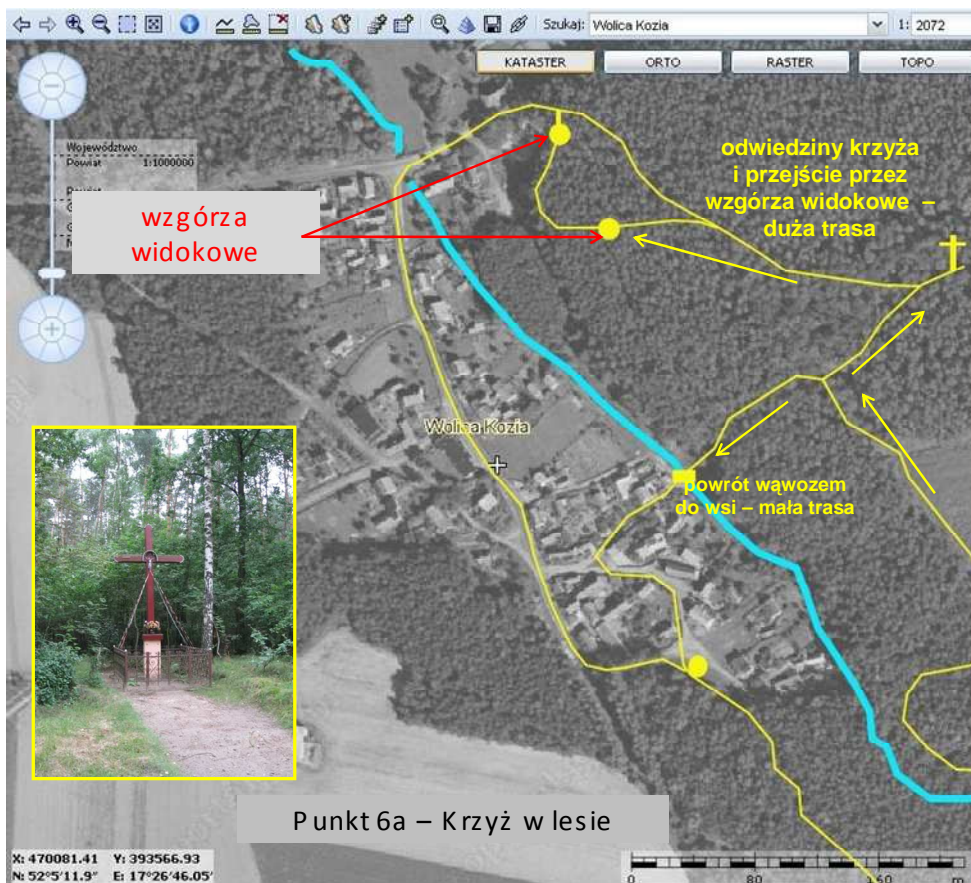 Szukaj: Wolica Kozia 1: 2072
KATASTER ORTO RASTER TOPO
Województwo
Powiat 1:1000000
wzgórza
widokowe
odwiedziny krzyża
i przejście przez
wzgórza widokowe –
duża trasa
Wolica Kozia
powrót wąwozem
do wsi – mała trasa
Punkt 6a – Krzyż w lesie
X: 470081.41 Y: 393566.93
N: 52°5'11.9" E: 17°26'46.05'
0 80 160 m